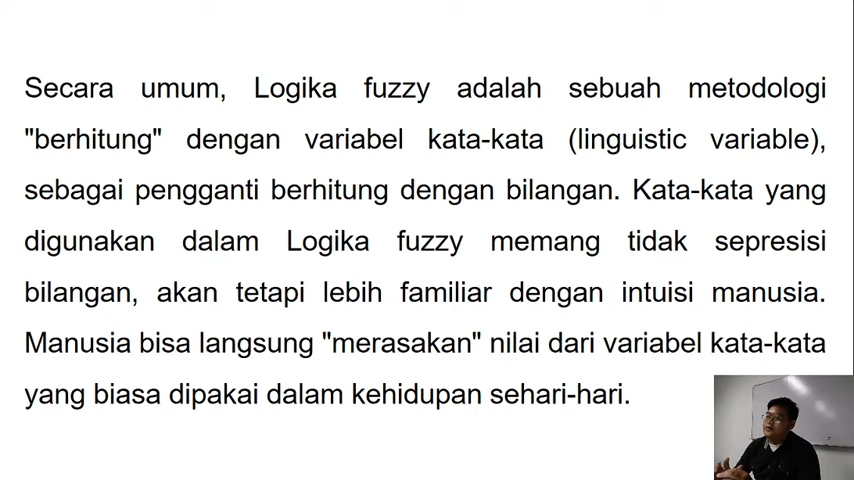 Secara umum, Logika fuzzy adalah sebuah metodologi
"berhitung" dengan variabel kata-kata (linguistic variable),
sebagai pengganti berhitung dengan bilangan. Kata-kata yang
digunakan dalam Logika fuzzy memang tidak sepresisi
bilangan, akan tetapi lebih familiar dengan intuisi manusia.
Manusia bisa langsung "merasakan" nilai dari variabel kata-kata
yang biasa dipakai dalam kehidupan sehari-hari.